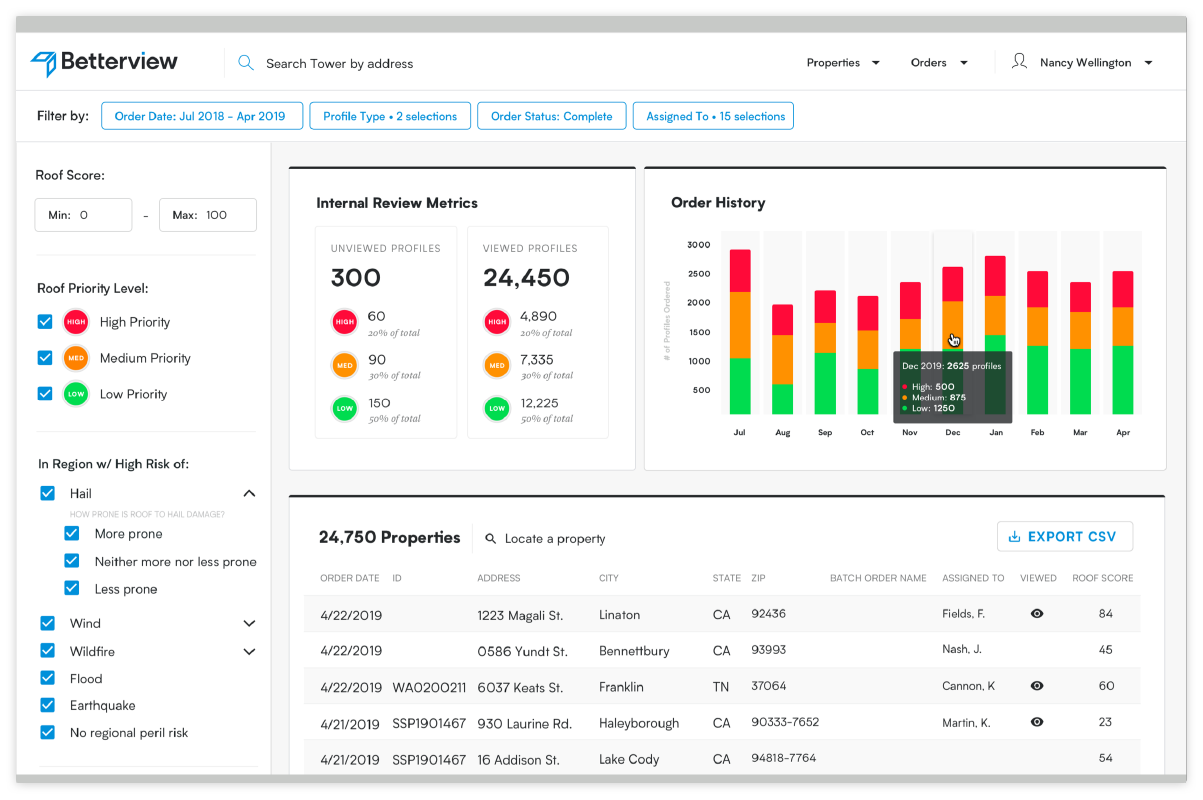 Betterview
Search Tower by address
Properties
Orders
Nancy Wellington
Filter by:
Order Date: Jul 2018 - Apr 2019
Profile Type • 2 selections
Order Status: Complete
Assigned To • 15 selections
Roof Score:
Min: 0 - Max: 100
Roof Priority Level:
HIGH High Priority
MED Medium Priority
LOW Low Priority
In Region w/ High Risk of:
Hail
HOW PRONE IS ROOF TO HAIL DAMAGE?
More prone
Neither more nor less prone
Less prone
Wind
Wildfire
Flood
Earthquake
No regional peril risk
Internal Review Metrics
UNVIEWED PROFILES
300
HIGH 60
20% of total
MED 90
30% of total
LOW 150
50% of total
VIEWED PROFILES
24,450
HIGH 4,890
20% of total
MED 7,335
30% of total
LOW 12,225
50% of total
Order History
# of Profiles Ordered
3000
2500
2000
1500
1000
500
Dec 2019: 2625 profiles
High: 500
Medium: 875
Low: 1250
Jul Aug Sep Oct Nov Dec Jan Feb Mar Apr
24,750 Properties
Locate a property
EXPORT CSV
ORDER DATE ID ADDRESS CITY STATE ZIP BATCH ORDER NAME ASSIGNED TO VIEWED ROOF SCORE
4/22/2019 1223 Magali St. Linaton CA 92436 Fields, F. 84
4/22/2019 0586 Yundt St. Bennettbury CA 93993 Nash, J. 45
4/22/2019 WA0200211 6037 Keats St. Franklin TN 37064 Cannon, K 60
4/21/2019 SSP1901467 930 Laurine Rd. Haleyborough CA 90333-7652 Martin, K. 23
4/21/2019 SSP1901467 16 Addison St. Lake Cody CA 94818-7764 54